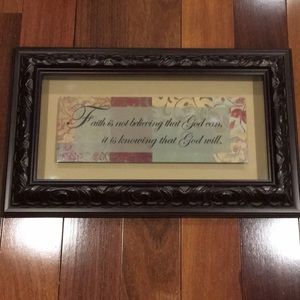 Faith is not believing that God can,
it is knowing that God will.